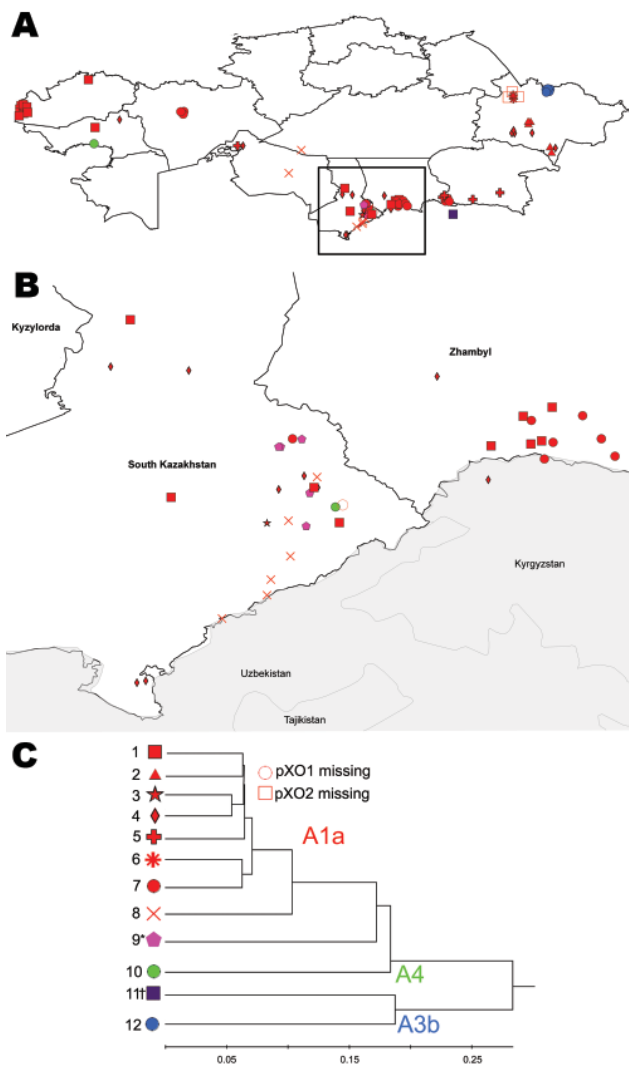 A
B
Kyzylorda
Zhambyl
South Kazakhstan
Kyrgyzstan
Uzbekistan
Tajikistan
C
1
2
pXO1 missing
3
pXO2 missing
4
5
A1a
6
7
8
9*
10
A4
11††
12
A3b
0.05
0.15
0.25